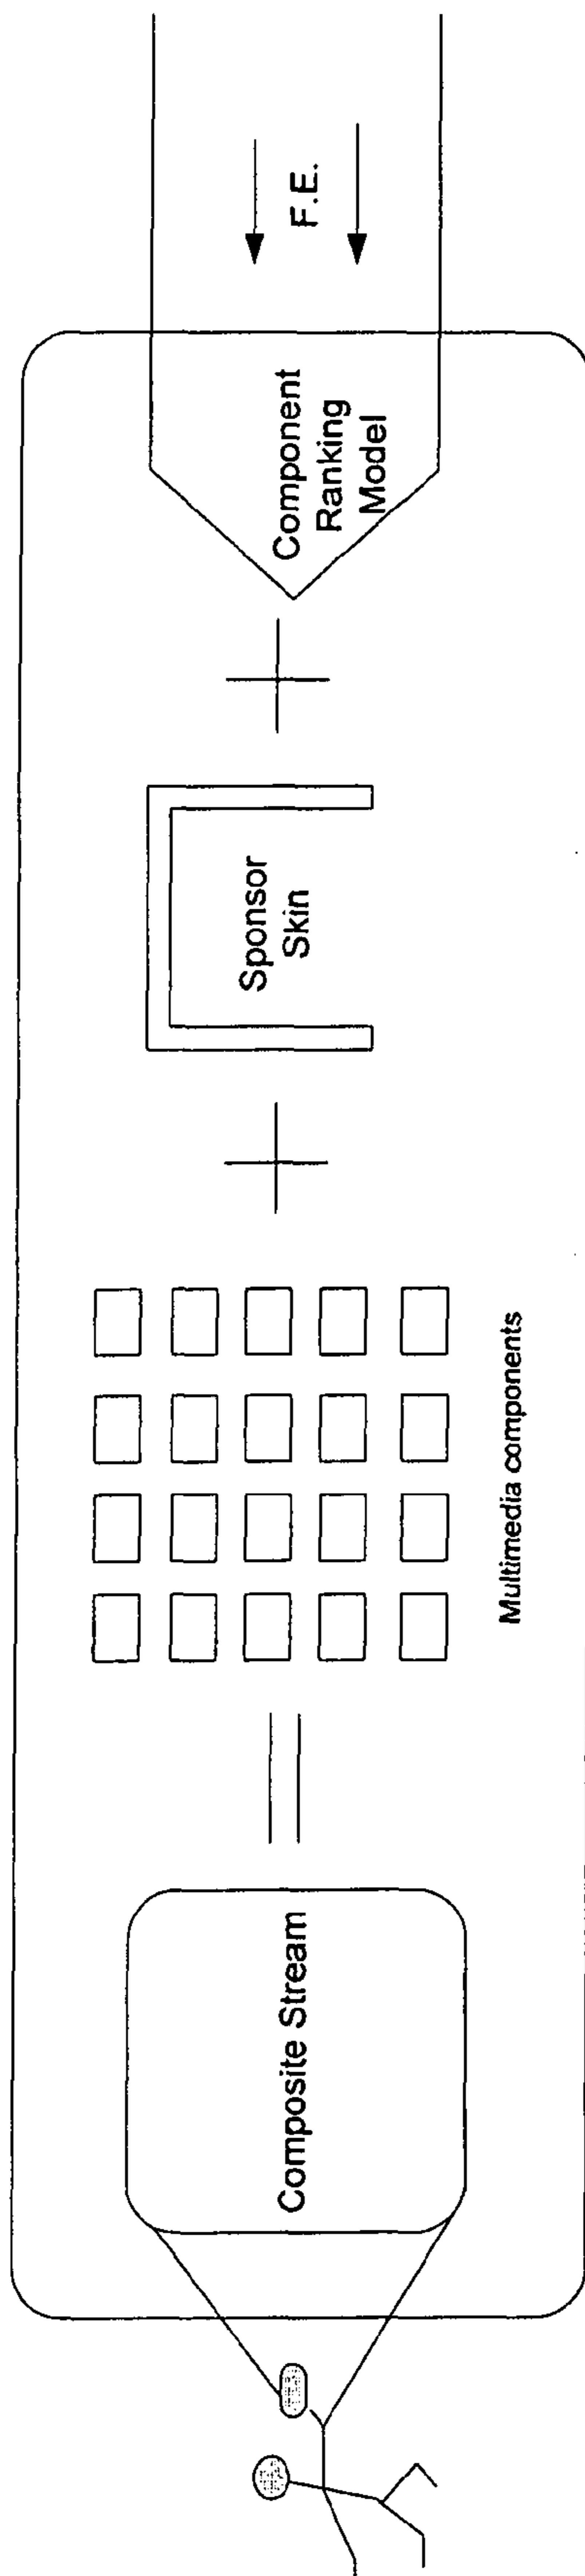 Composite Stream
Multimedia components
Sponsor
Skin
Component
Ranking
Model
F.E.